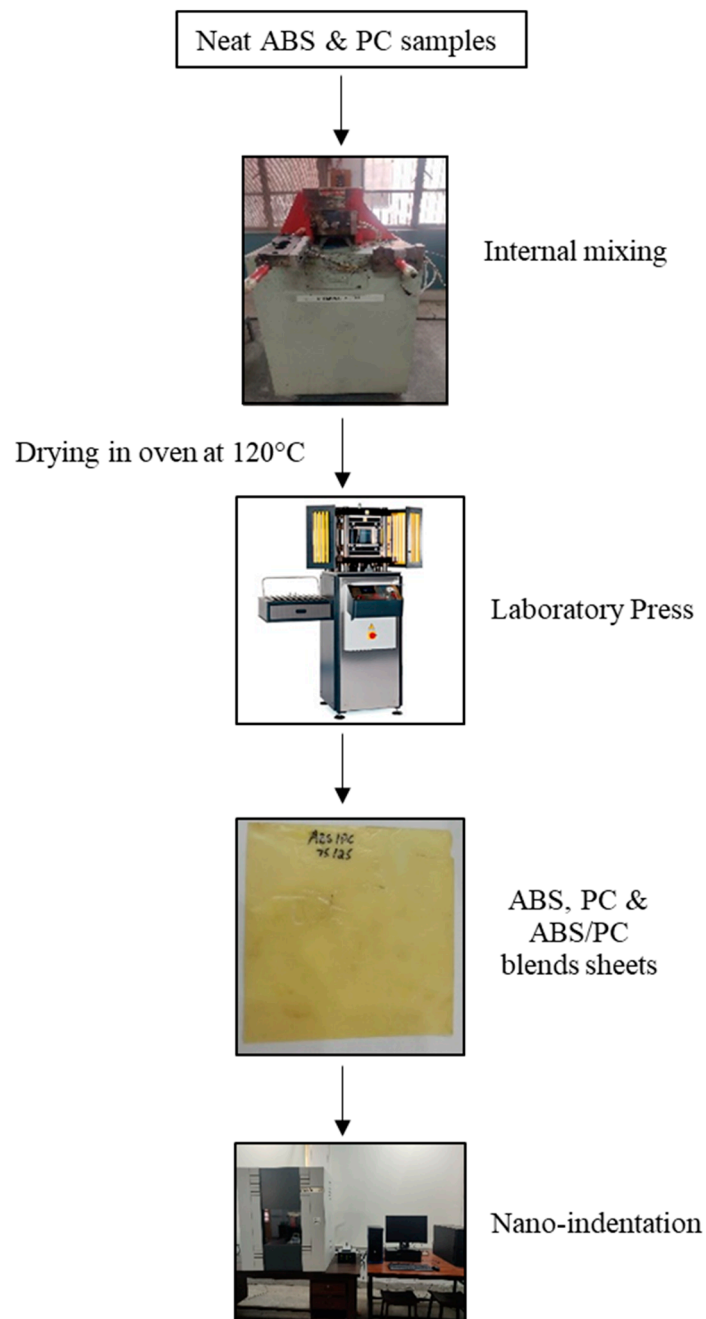 Neat ABS & PC samples
Internal mixing
Drying in oven at 120°C
Laboratory Press
ABS/PC
75/25
ABS, PC &
ABS/PC
blends sheets
Nano-indentation